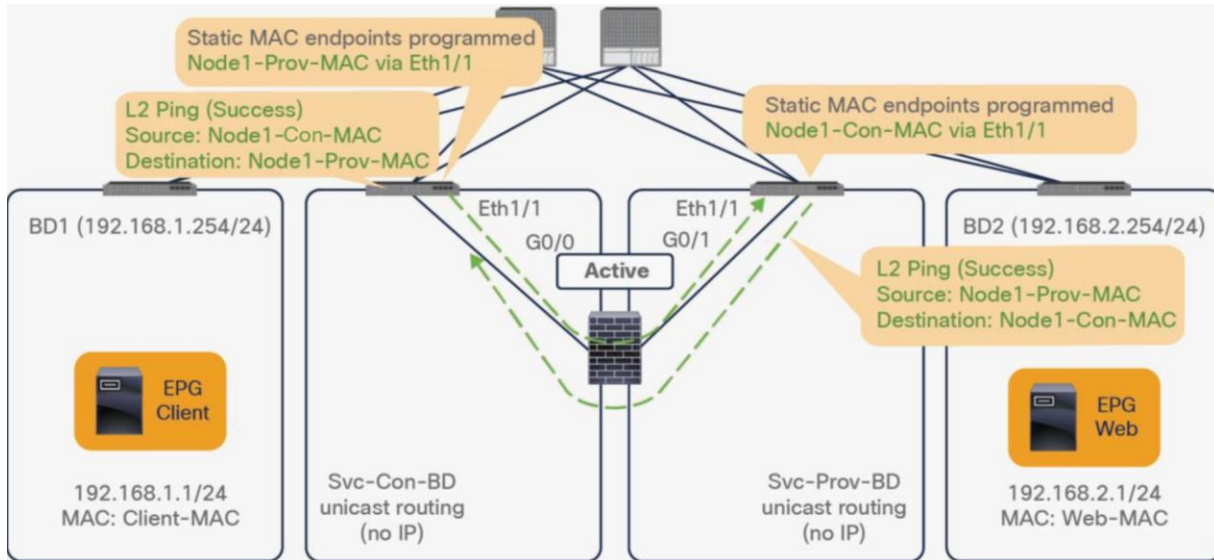 Static MAC endpoints programmed
Node1-Prov-MAC via Eth1/1
L2 Ping (Success)
Source: Node1-Con-MAC
Destination: Node1-Prov-MAC
Static MAC endpoints programmed
Node1-Con-MAC via Eth1/1
BD1 (192.168.1.254/24)
Eth1/1
G0/0
Eth1/1
G0/1
Active
BD2 (192.168.2.254/24)
L2 Ping (Success)
Source: Node1-Prov-MAC
Destination: Node1-Con-MAC
EPG
Client
192.168.1.1/24
MAC: Client-MAC
Svc-Con-BD
unicast routing
(no IP)
Svc-Prov-BD
unicast routing
(no IP)
EPG
Web
192.168.2.1/24
MAC: Web-MAC